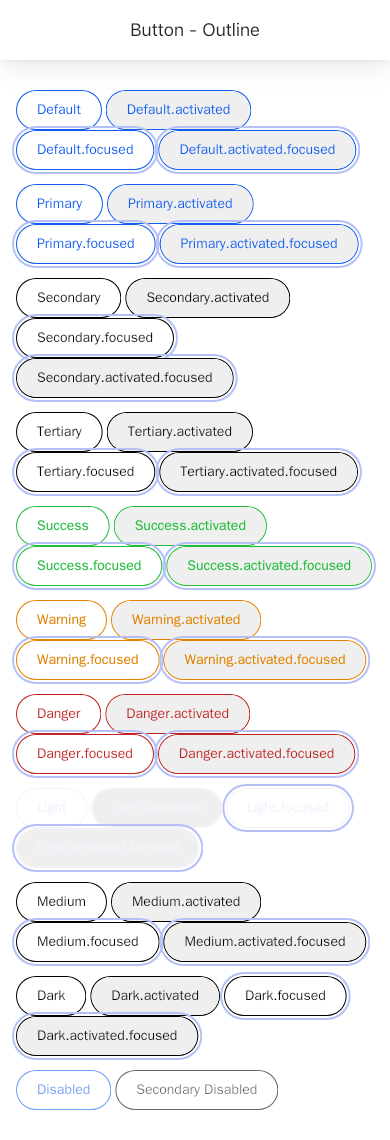 Button - Outline
Default Default.activated
Default.focused Default.activated.focused
Primary Primary.activated
Primary.focused Primary.activated.focused
Secondary Secondary.activated
Secondary.focused
Secondary.activated.focused
Tertiary Tertiary.activated
Tertiary.focused Tertiary.activated.focused
Success Success.activated
Success.focused Success.activated.focused
Warning Warning.activated
Warning.focused Warning.activated.focused
Danger Danger.activated
Danger.focused Danger.activated.focused
Light Light.activated Light.focused
Light.activated.focused
Medium Medium.activated
Medium.focused Medium.activated.focused
Dark Dark.activated Dark.focused
Dark.activated.focused
Disabled Secondary Disabled